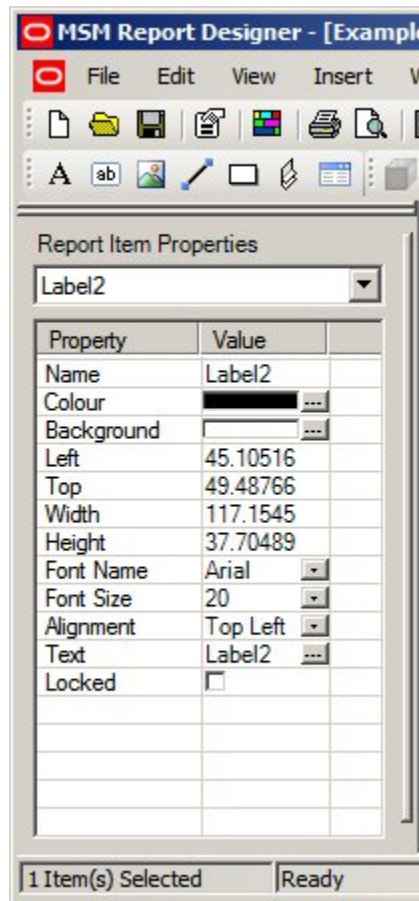 MSM Report Designer - [Example
File Edit View Insert
A ab
Report Item Properties
Label2
Property Value
Name Label2
Colour
Background
Left 45.10516
Top 49.48766
Width 117.1545
Height 37.70489
Font Name Arial
Font Size 20
Alignment Top Left
Text Label2
Locked
1 Item(s) Selected Ready